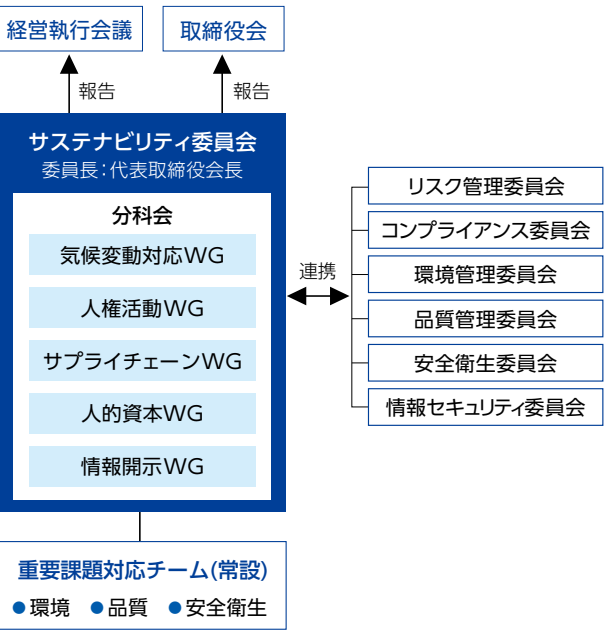 経営執行会議
取締役会
報告
報告
サステナビリティ委員会
委員長:代表取締役会長
分科会
気候変動対応WG
人権活動WG
サプライチェーンWG
人的資本WG
情報開示WG
連携
リスク管理委員会
コンプライアンス委員会
環境管理委員会
品質管理委員会
安全衛生委員会
情報セキュリティ委員会
重要課題対応チーム(常設)
●環境 ●品質 ●安全衛生